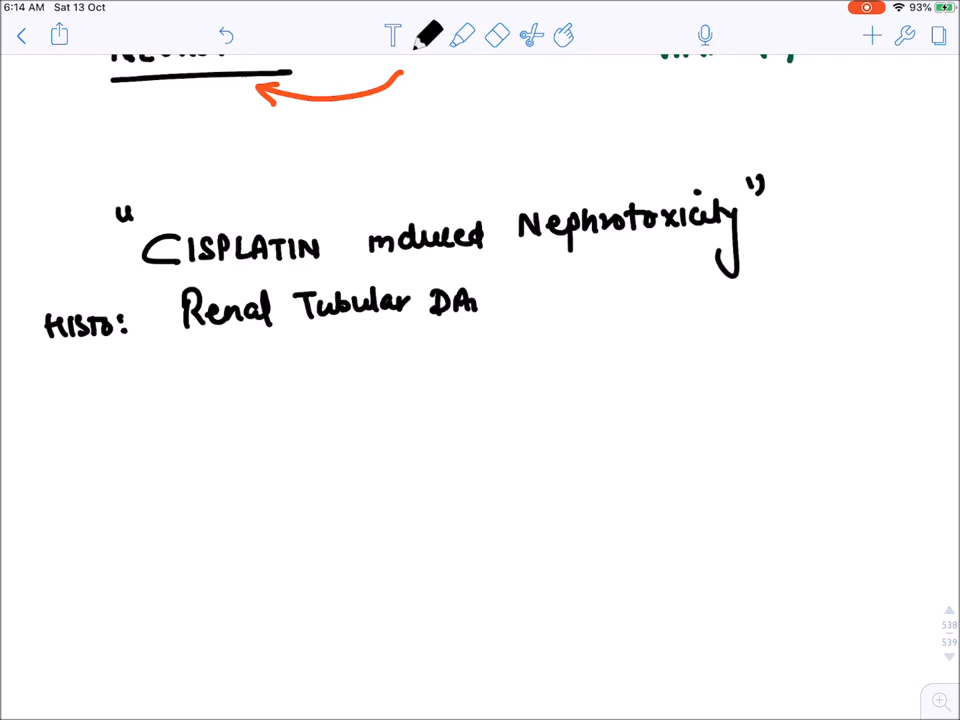 6:14 AM Sat 13 Oct 93%
T
"CISPLATIN induced Nephrotoxicity"
HISTO: Renal Tubular DA
538
539